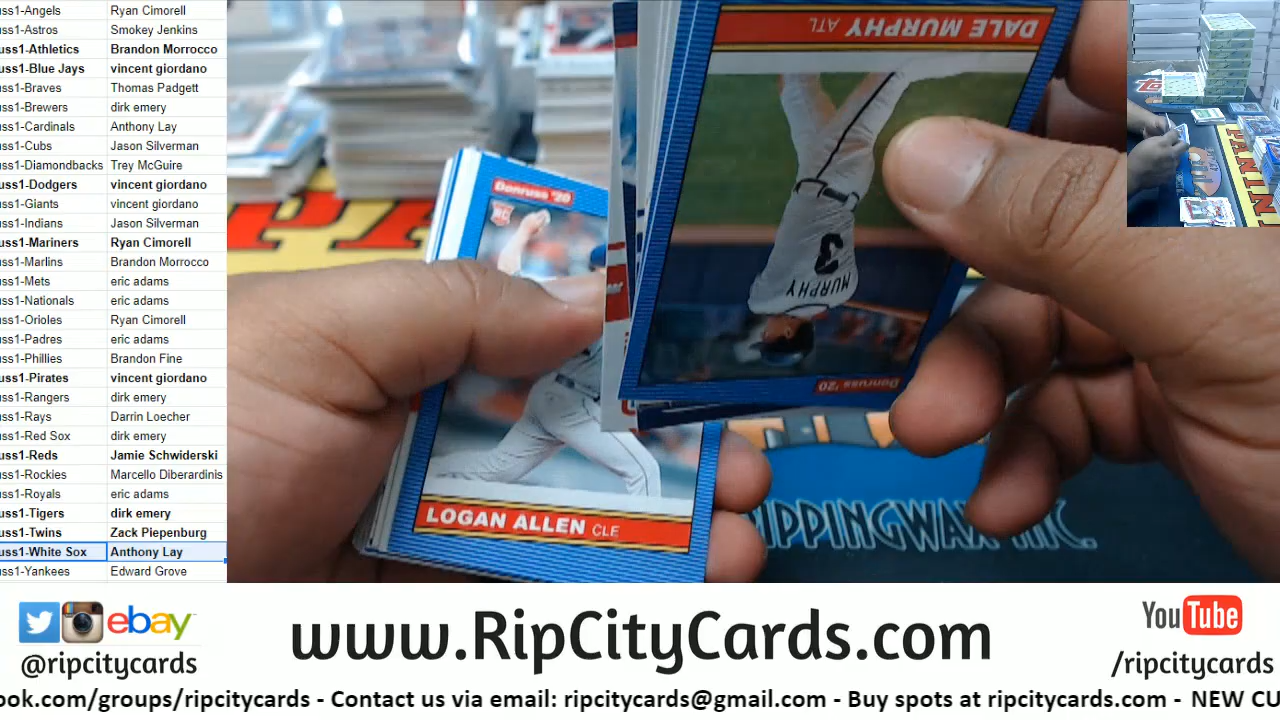 uss1-Angels Ryan Cimorell
uss1-Astros Smokey Jenkins
uss1-Athletics Brandon Morrocco
uss1-Blue Jays vincent giordano
uss1-Braves Thomas Padgett
uss1-Brewers dirk emery
uss1-Cardinals Anthony Lay
uss1-Cubs Jason Silverman
uss1-Diamondbacks Trey McGuire
uss1-Dodgers vincent giordano
uss1-Giants vincent giordano
uss1-Indians Jason Silverman
uss1-Mariners Ryan Cimorell
uss1-Marlins Brandon Morrocco
uss1-Mets eric adams
uss1-Nationals eric adams
uss1-Orioles Ryan Cimorell
uss1-Padres eric adams
uss1-Phillies Brandon Fine
uss1-Pirates vincent giordano
uss1-Rangers dirk emery
uss1-Rays Darrin Loecher
uss1-Red Sox dirk emery
uss1-Reds Jamie Schwiderski
uss1-Rockies Marcello Diberardinis
uss1-Royals eric adams
uss1-Tigers dirk emery
uss1-Twins Zack Piepenburg
uss1-White Sox Anthony Lay
uss1-Yankees Edward Grove
DALE MURPHY ATL
3
MURPHY
Donruss '20
Donruss '20
RC
LOGAN ALLEN CLE
PANINI
RIPPINGWAX INC.
ebay
@ripcitycards
www.RipCityCards.com
YouTube
/ripcitycards
ook.com/groups/ripcitycards - Contact us via email: ripcitycards@gmail.com - Buy spots at ripcitycards.com - NEW CU